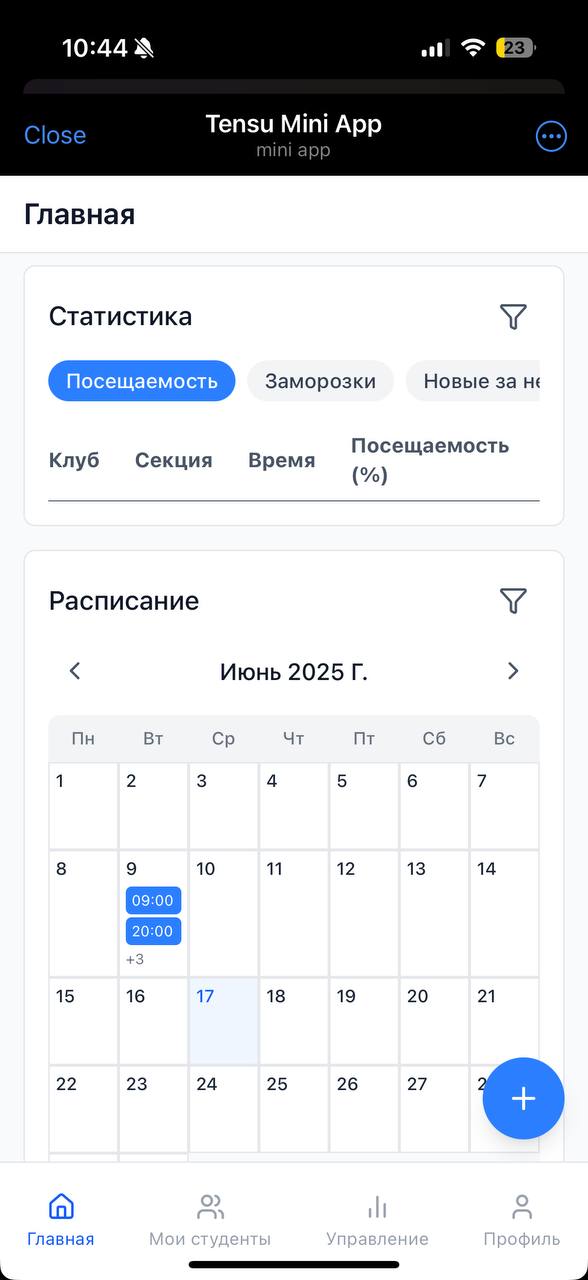 10:44
23
Close
Tensu Mini App
mini app
Главная
Статистика
Посещаемость Заморозки Новые за не
Клуб Секция Время Посещаемость
(%)
Расписание
Июнь 2025 Г.
Пн Вт Ср Чт Пт Сб Вс
1 2 3 4 5 6 7
8 9 10 11 12 13 14
09:00
20:00
+3
15 16 17 18 19 20 21
22 23 24 25 26 27
Главная Мои студенты Управление Профиль